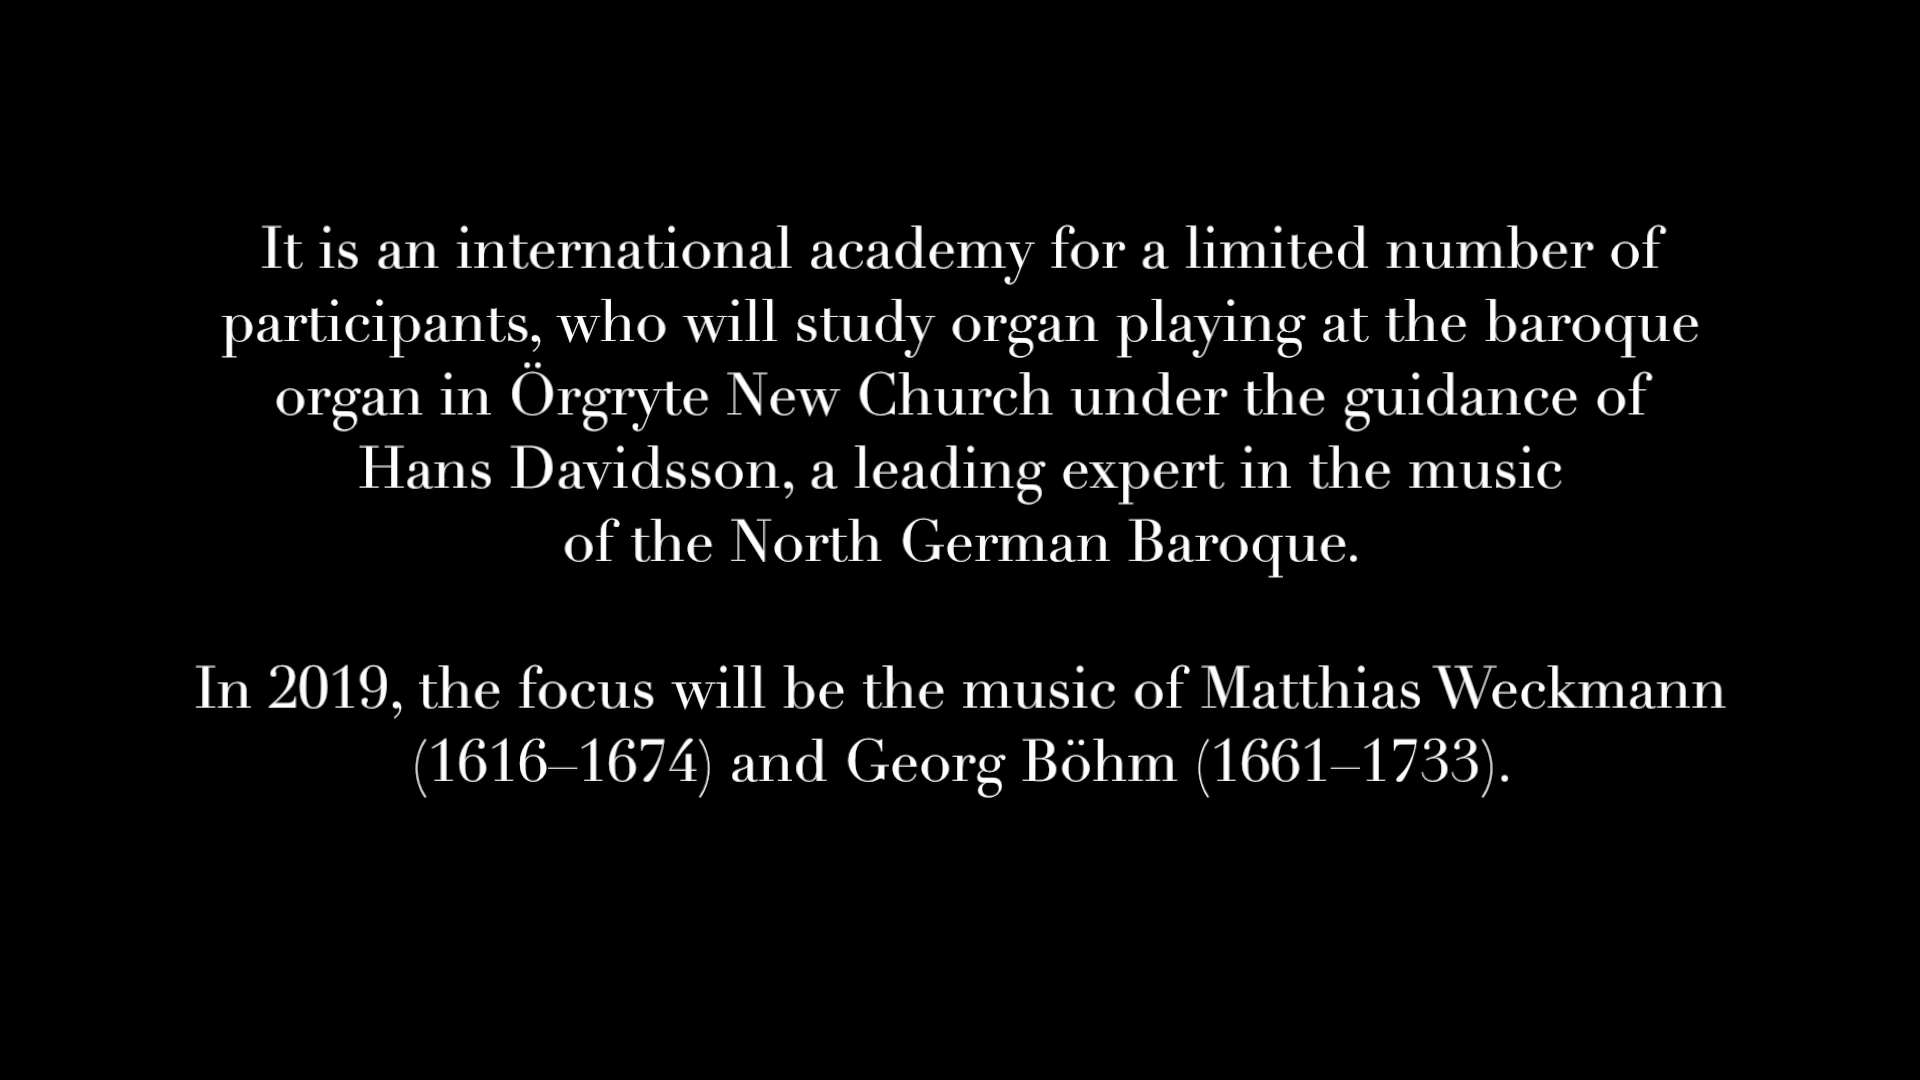 It is an international academy for a limited number of
participants, who will study organ playing at the baroque
organ in Örgryte New Church under the guidance of
Hans Davidsson, a leading expert in the music
of the North German Baroque.
In 2019, the focus will be the music of Matthias Weckmann
(1616–1674) and Georg Böhm (1661–1733).